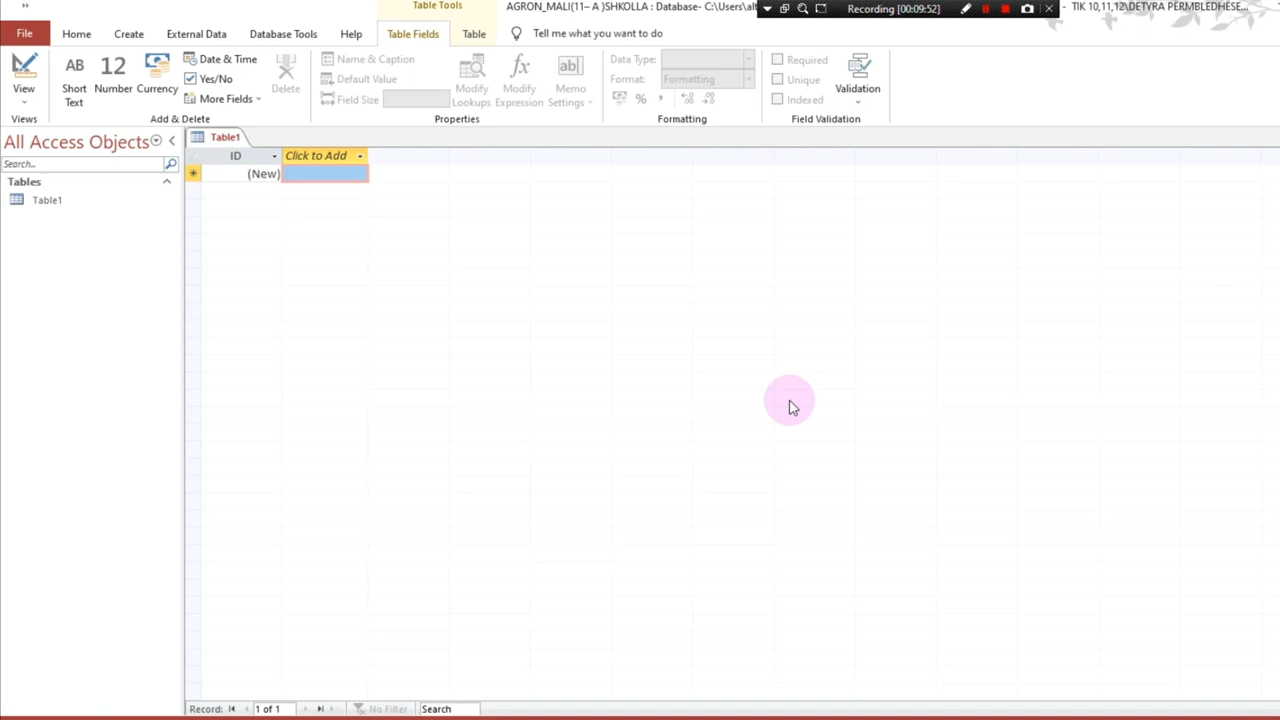 Table Tools
AGRON_MALI(11– A )SHKOLLA : Database- C:\Users\alt
Recording [00:09:52]
- TIK 10,11,12\DETYRA PËRMBLEDHËSE...
File
Home
Create
External Data
Database Tools
Help
Table Fields
Table
Tell me what you want to do
View
Views
AB
Short
Text
12
Number
Currency
Date & Time
Yes/No
More Fields
Delete
Add & Delete
Name & Caption
Default Value
Field Size
Modify
Lookups
fx
Modify
Expression
ab|
Memo
Settings
Properties
Data Type:
Format: Formatting
%
Formatting
Required
Unique
Indexed
Validation
Field Validation
All Access Objects
Search...
Tables
Table1
Table1
ID Click to Add
(New)
Record: 1 of 1 No Filter Search